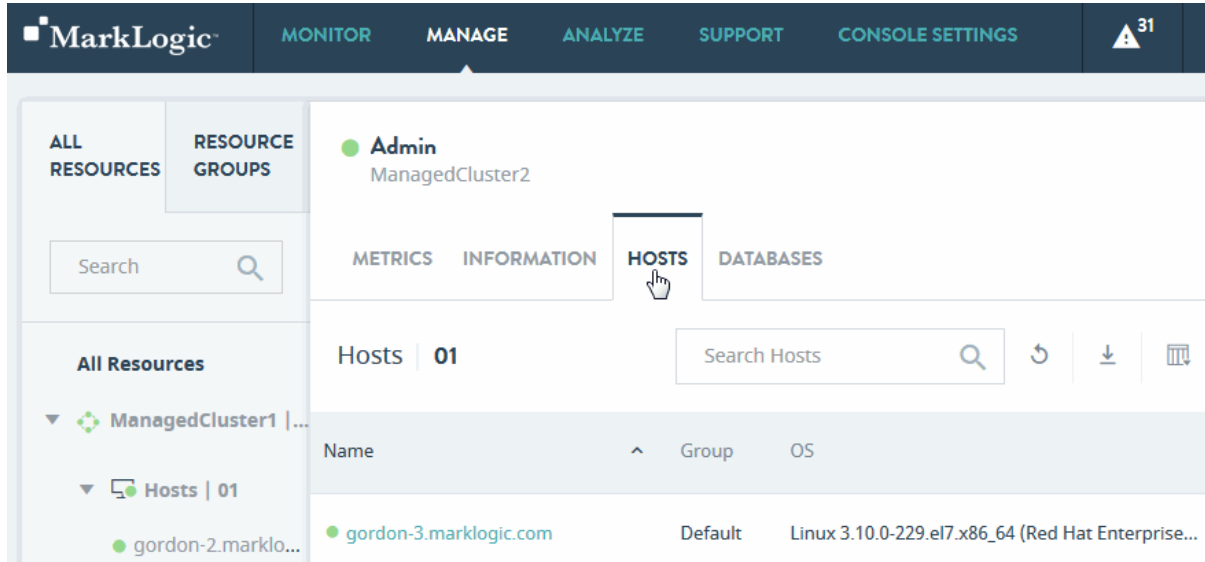 MarkLogic™ MONITOR MANAGE ANALYZE SUPPORT CONSOLE SETTINGS 31
ALL RESOURCES
RESOURCE GROUPS
Search
All Resources
ManagedCluster1 |...
Hosts | 01
gordon-2.marklo...
Admin
ManagedCluster2
METRICS INFORMATION HOSTS DATABASES
Hosts 01 Search Hosts
Name Group OS
gordon-3.marklogic.com Default Linux 3.10.0-229.el7.x86_64 (Red Hat Enterprise...